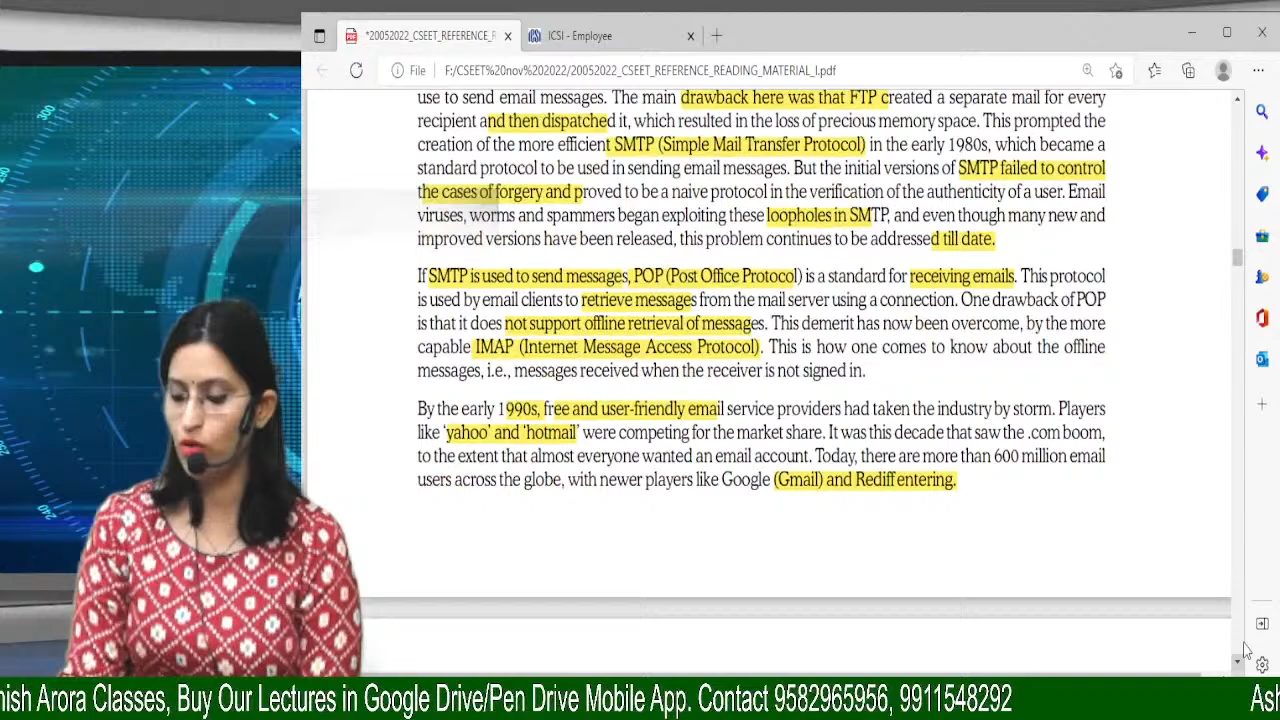 *20052022_CSEET_REFERENCE_R
ICSI - Employee
File F:/CSEET%20nov%202022/20052022_CSEET_REFERENCE_READING_MATERIAL_I.pdf
use to send email messages. The main drawback here was that FTP created a separate mail for every
recipient and then dispatched it, which resulted in the loss of precious memory space. This prompted the
creation of the more efficient SMTP (Simple Mail Transfer Protocol) in the early 1980s, which became a
standard protocol to be used in sending email messages. But the initial versions of SMTP failed to control
the cases of forgery and proved to be a naive protocol in the verification of the authenticity of a user. Email
viruses, worms and spammers began exploiting these loopholes in SMTP, and even though many new and
improved versions have been released, this problem continues to be addressed till date.
If SMTP is used to send messages, POP (Post Office Protocol) is a standard for receiving emails. This protocol
is used by email clients to retrieve messages from the mail server using a connection. One drawback of POP
is that it does not support offline retrieval of messages. This demerit has now been overcome, by the more
capable IMAP (Internet Message Access Protocol). This is how one comes to know about the offline
messages, i.e., messages received when the receiver is not signed in.
By the early 1990s, free and user-friendly email service providers had taken the industry by storm. Players
like ‘yahoo’ and ‘hotmail’ were competing for the market share. It was this decade that saw the .com boom,
to the extent that almost everyone wanted an email account. Today, there are more than 600 million email
users across the globe, with newer players like Google (Gmail) and Rediff entering.
300
250
240
nish Arora Classes, Buy Our Lectures in Google Drive/Pen Drive Mobile App. Contact 9582965956, 9911548292 Asl